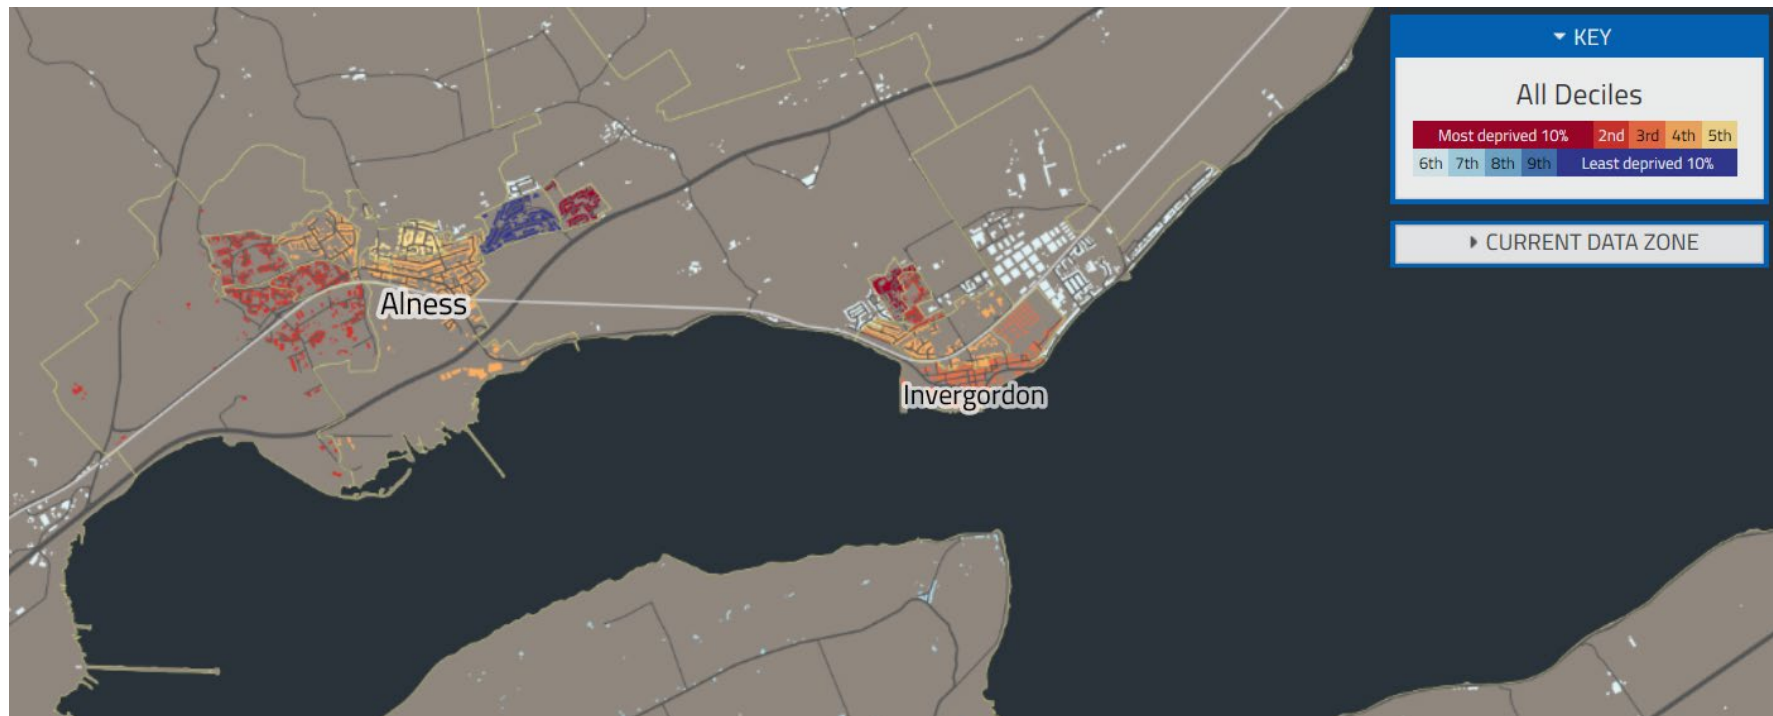 ▾ KEY
All Deciles
Most deprived 10% 2nd 3rd 4th 5th
6th 7th 8th 9th Least deprived 10%
▸ CURRENT DATA ZONE
Alness
Invergordon